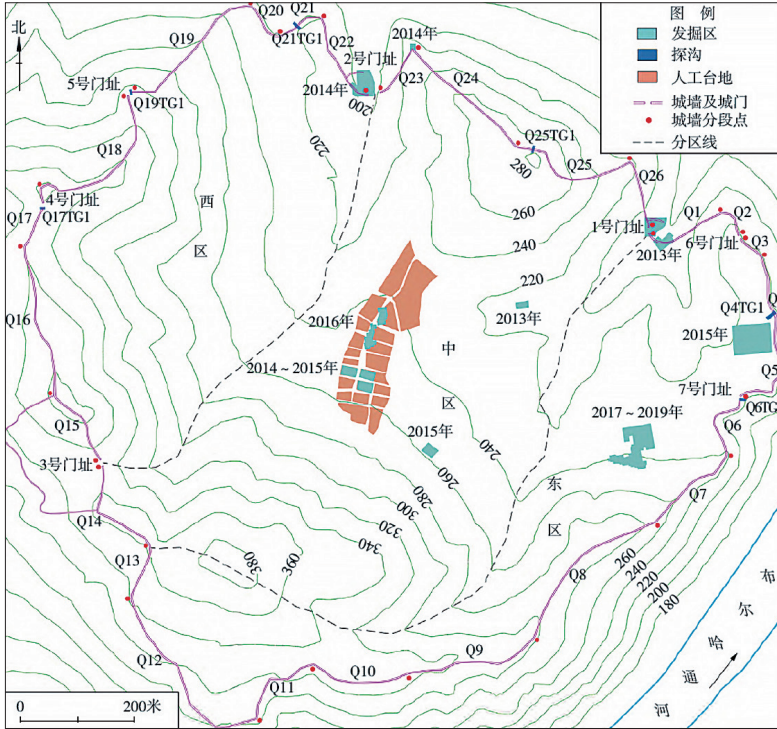 北
图 例
发掘区
探沟
人工台地
城墙及城门
城墙分段点
分区线
Q20
Q21
Q19
Q21TG1
Q22
2号门址
2014年
5号门址
2014年
Q23
Q24
Q19TG1
200
Q25TG1
Q18
220
280
Q25
Q26
4号门址
西
区
260
Q17
Q17TG1
1号门址
Q1
Q2
240
6号门址
Q3
2013年
220
Q4TG1
Q16
2016年
2013年
中
区
2015年
2014～2015年
Q5
7号门址
Q6TG
Q15
2015年
240
2017～2019年
Q6
3号门址
260
280
东
区
300
Q7
Q14
320
340
Q13
380
360
Q8
260
240
220
200
180
布
尔
哈
通
河
Q9
Q12
Q10
Q11
0 200米